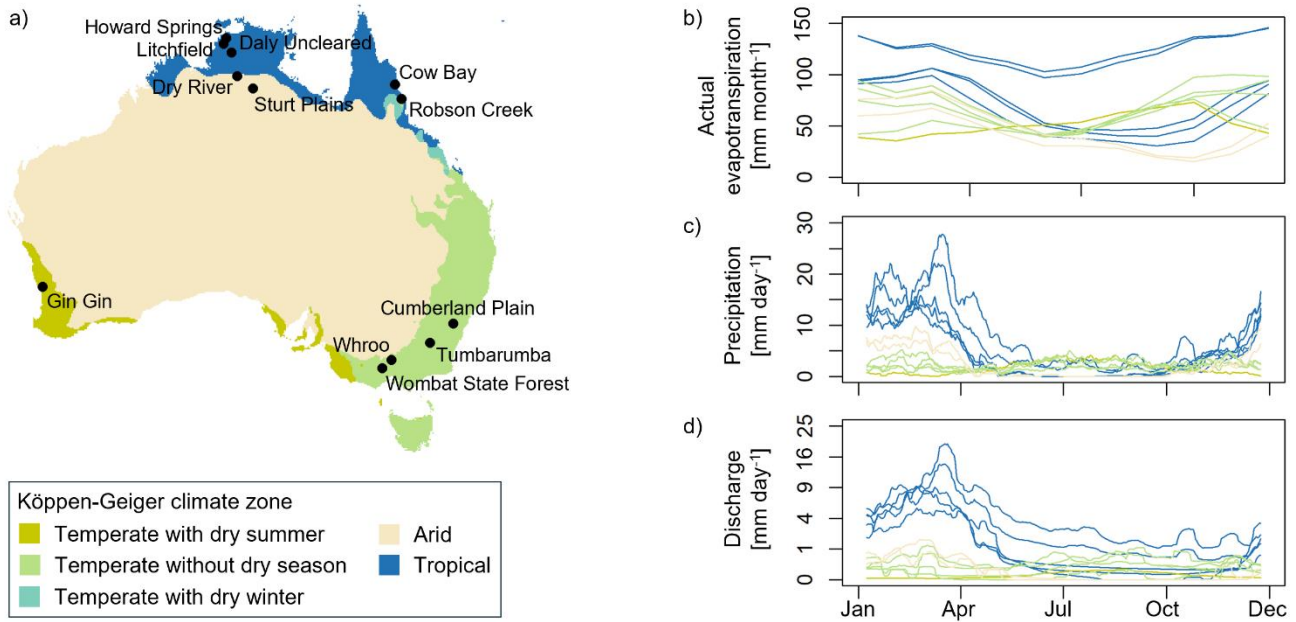 a)
Howard Springs
Litchfield
Daly Uncleared
Dry River
Sturt Plains
Cow Bay
Robson Creek
Gin Gin
Cumberland Plain
Whroo
Tumbarumba
Wombat State Forest
Köppen-Geiger climate zone
Temperate with dry summer
Temperate without dry season
Temperate with dry winter
Arid
Tropical
b)
Actual
evapotranspiration
[mm month⁻¹]
150
100
50
0
c)
Precipitation
[mm day⁻¹]
30
20
10
0
d)
Discharge
[mm day⁻¹]
25
16
9
4
1
0
Jan Apr Jul Oct Dec